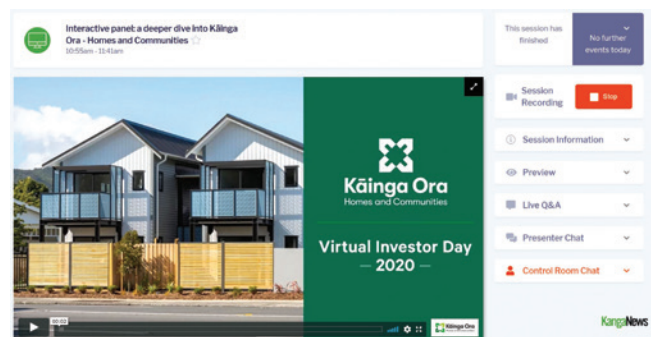 Interactive panel: a deeper dive into Kāinga
Ora - Homes and Communities
10:55am - 11:41am
This session has
finished
No further
events today
Session
Recording
Stop
Session Information
Preview
Live Q&A
Presenter Chat
Control Room Chat
Kāinga Ora
Homes and Communities
Virtual Investor Day
— 2020 —
00:02
Kāinga Ora
KangaNews